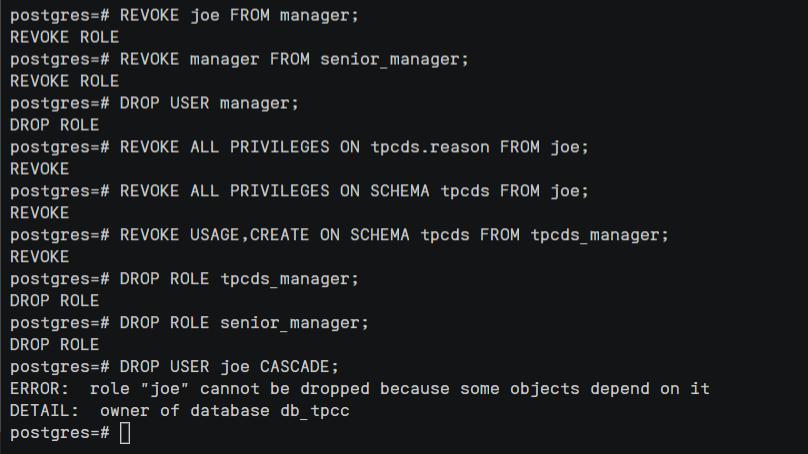 postgres=# REVOKE joe FROM manager;
REVOKE ROLE
postgres=# REVOKE manager FROM senior_manager;
REVOKE ROLE
postgres=# DROP USER manager;
DROP ROLE
postgres=# REVOKE ALL PRIVILEGES ON tpcds.reason FROM joe;
REVOKE
postgres=# REVOKE ALL PRIVILEGES ON SCHEMA tpcds FROM joe;
REVOKE
postgres=# REVOKE USAGE,CREATE ON SCHEMA tpcds FROM tpcds_manager;
REVOKE
postgres=# DROP ROLE tpcds_manager;
DROP ROLE
postgres=# DROP ROLE senior_manager;
DROP ROLE
postgres=# DROP USER joe CASCADE;
ERROR:  role "joe" cannot be dropped because some objects depend on it
DETAIL:  owner of database db_tpcc
postgres=#